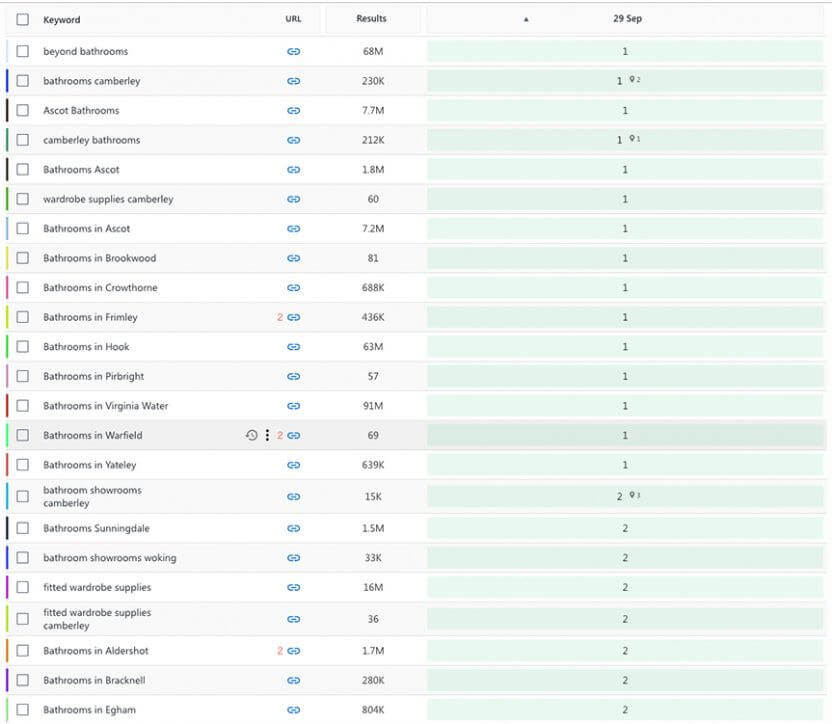 Keyword URL Results 29 Sep
beyond bathrooms 68M 1
bathrooms camberley 230K 1 2
Ascot Bathrooms 7.7M 1
camberley bathrooms 212K 1 1
Bathrooms Ascot 1.8M 1
wardrobe supplies camberley 60 1
Bathrooms in Ascot 7.2M 1
Bathrooms in Brookwood 81 1
Bathrooms in Crowthorne 688K 1
Bathrooms in Frimley 2 436K 1
Bathrooms in Hook 63M 1
Bathrooms in Pirbright 57 1
Bathrooms in Virginia Water 91M 1
Bathrooms in Warfield 2 69 1
Bathrooms in Yateley 639K 1
bathroom showrooms
camberley 15K 2 3
Bathrooms Sunningdale 1.5M 2
bathroom showrooms woking 33K 2
fitted wardrobe supplies 16M 2
fitted wardrobe supplies
camberley 36 2
Bathrooms in Aldershot 2 1.7M 2
Bathrooms in Bracknell 280K 2
Bathrooms in Egham 804K 2